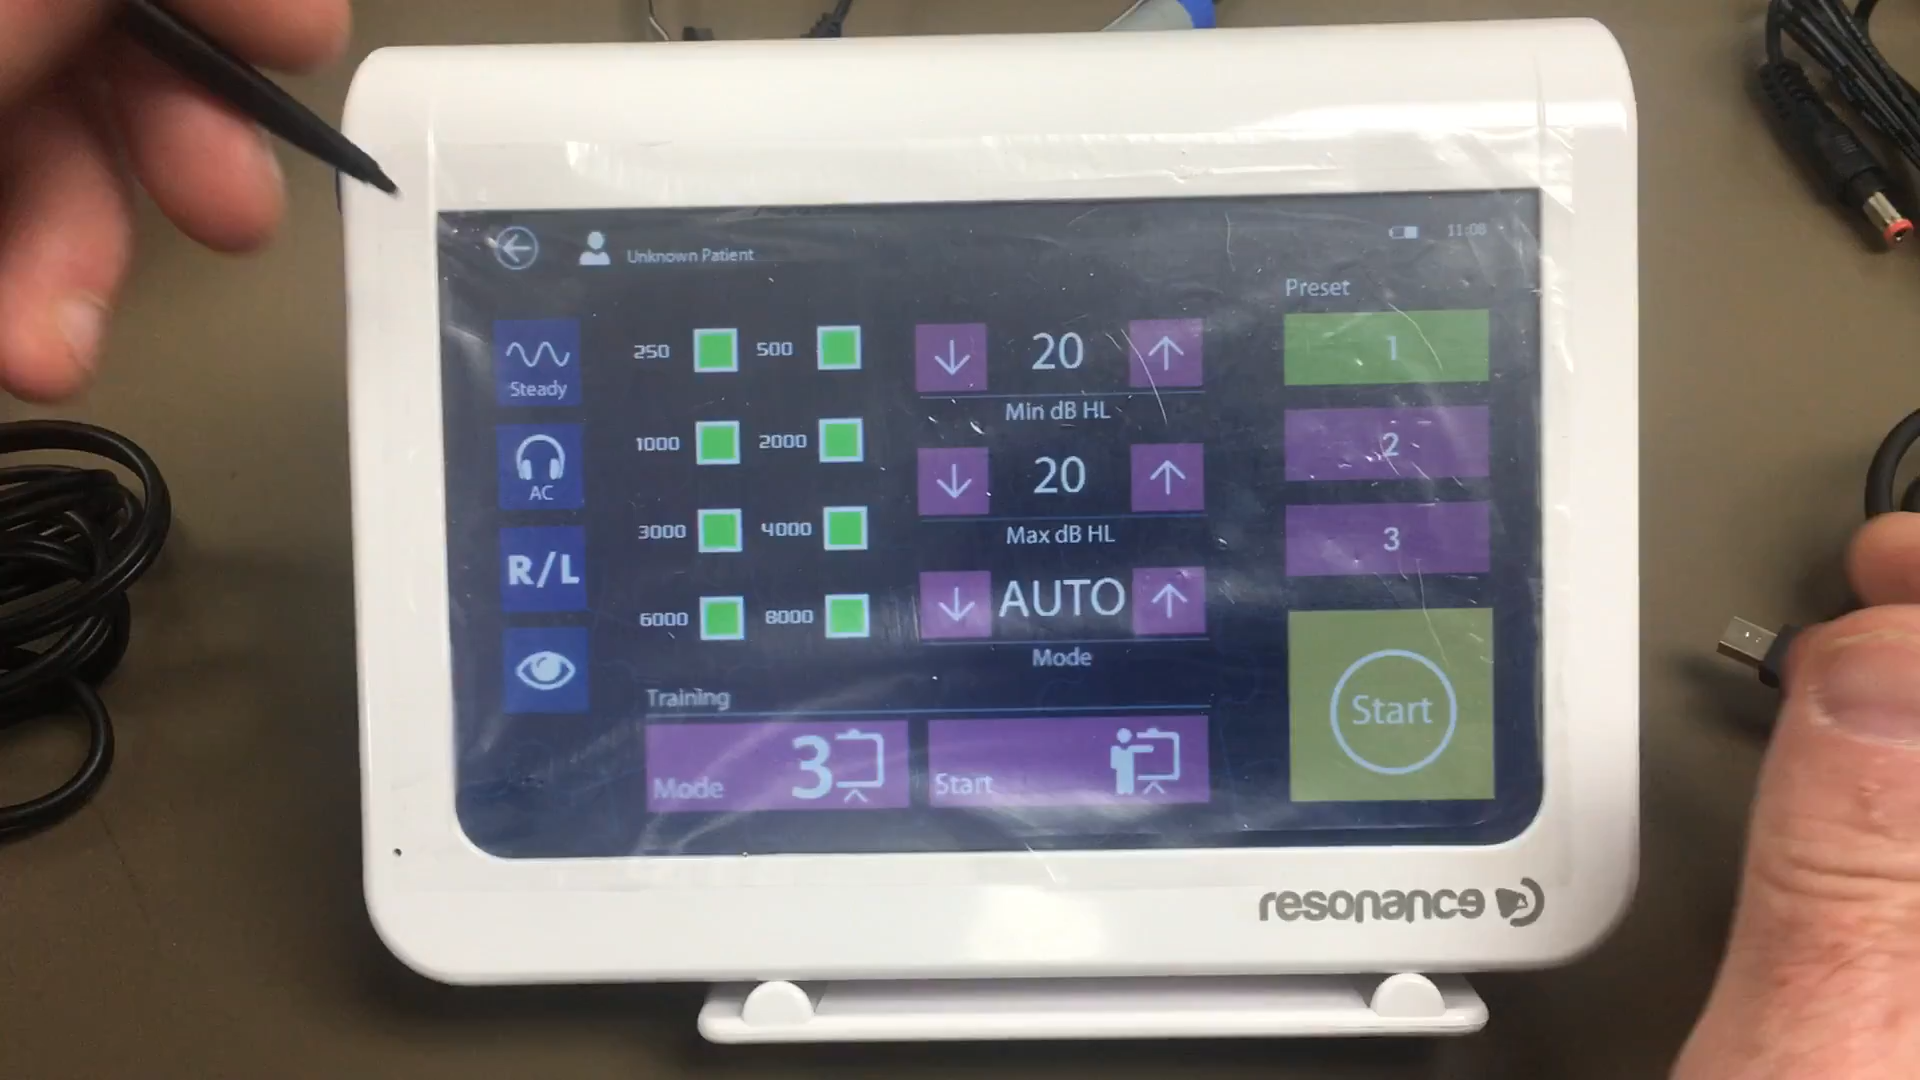 Unknown Patient
11:08
Preset
Steady
250
500
20
Min dB HL
1
AC
1000
2000
20
Max dB HL
2
R/L
3000
4000
AUTO
Mode
3
6000
8000
Training
Mode 3
Start
Start
resonance